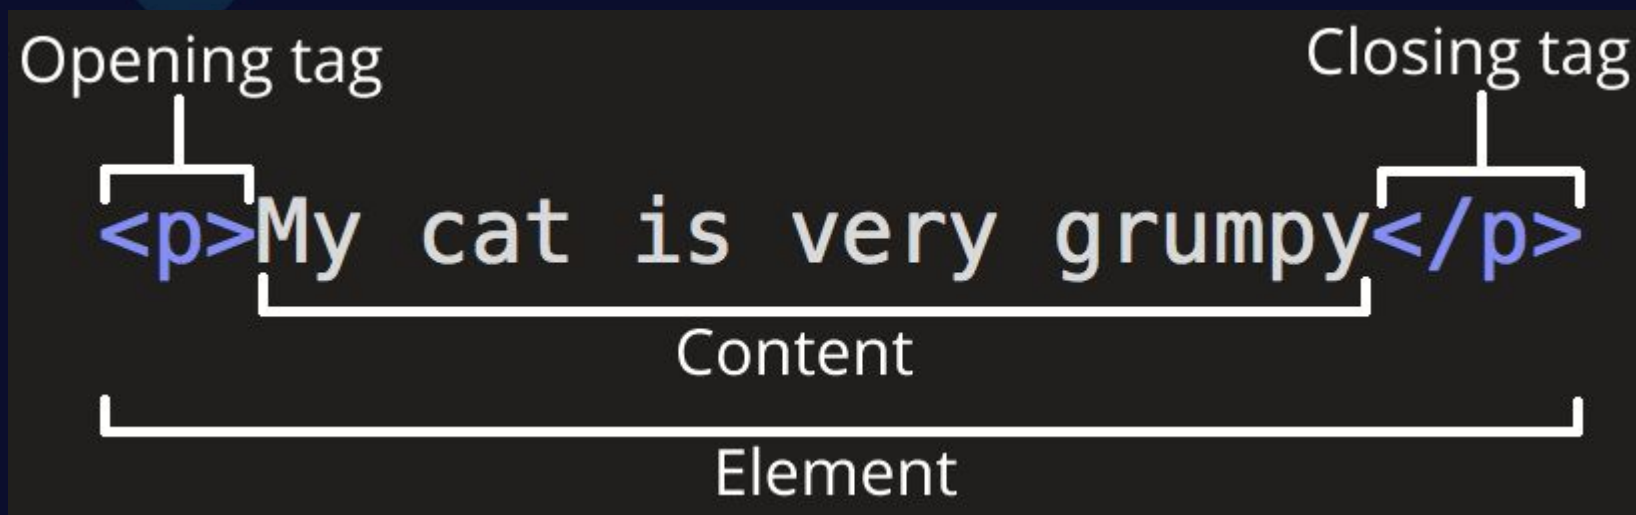 Opening tag
Closing tag
<p>My cat is very grumpy</p>
Content
Element